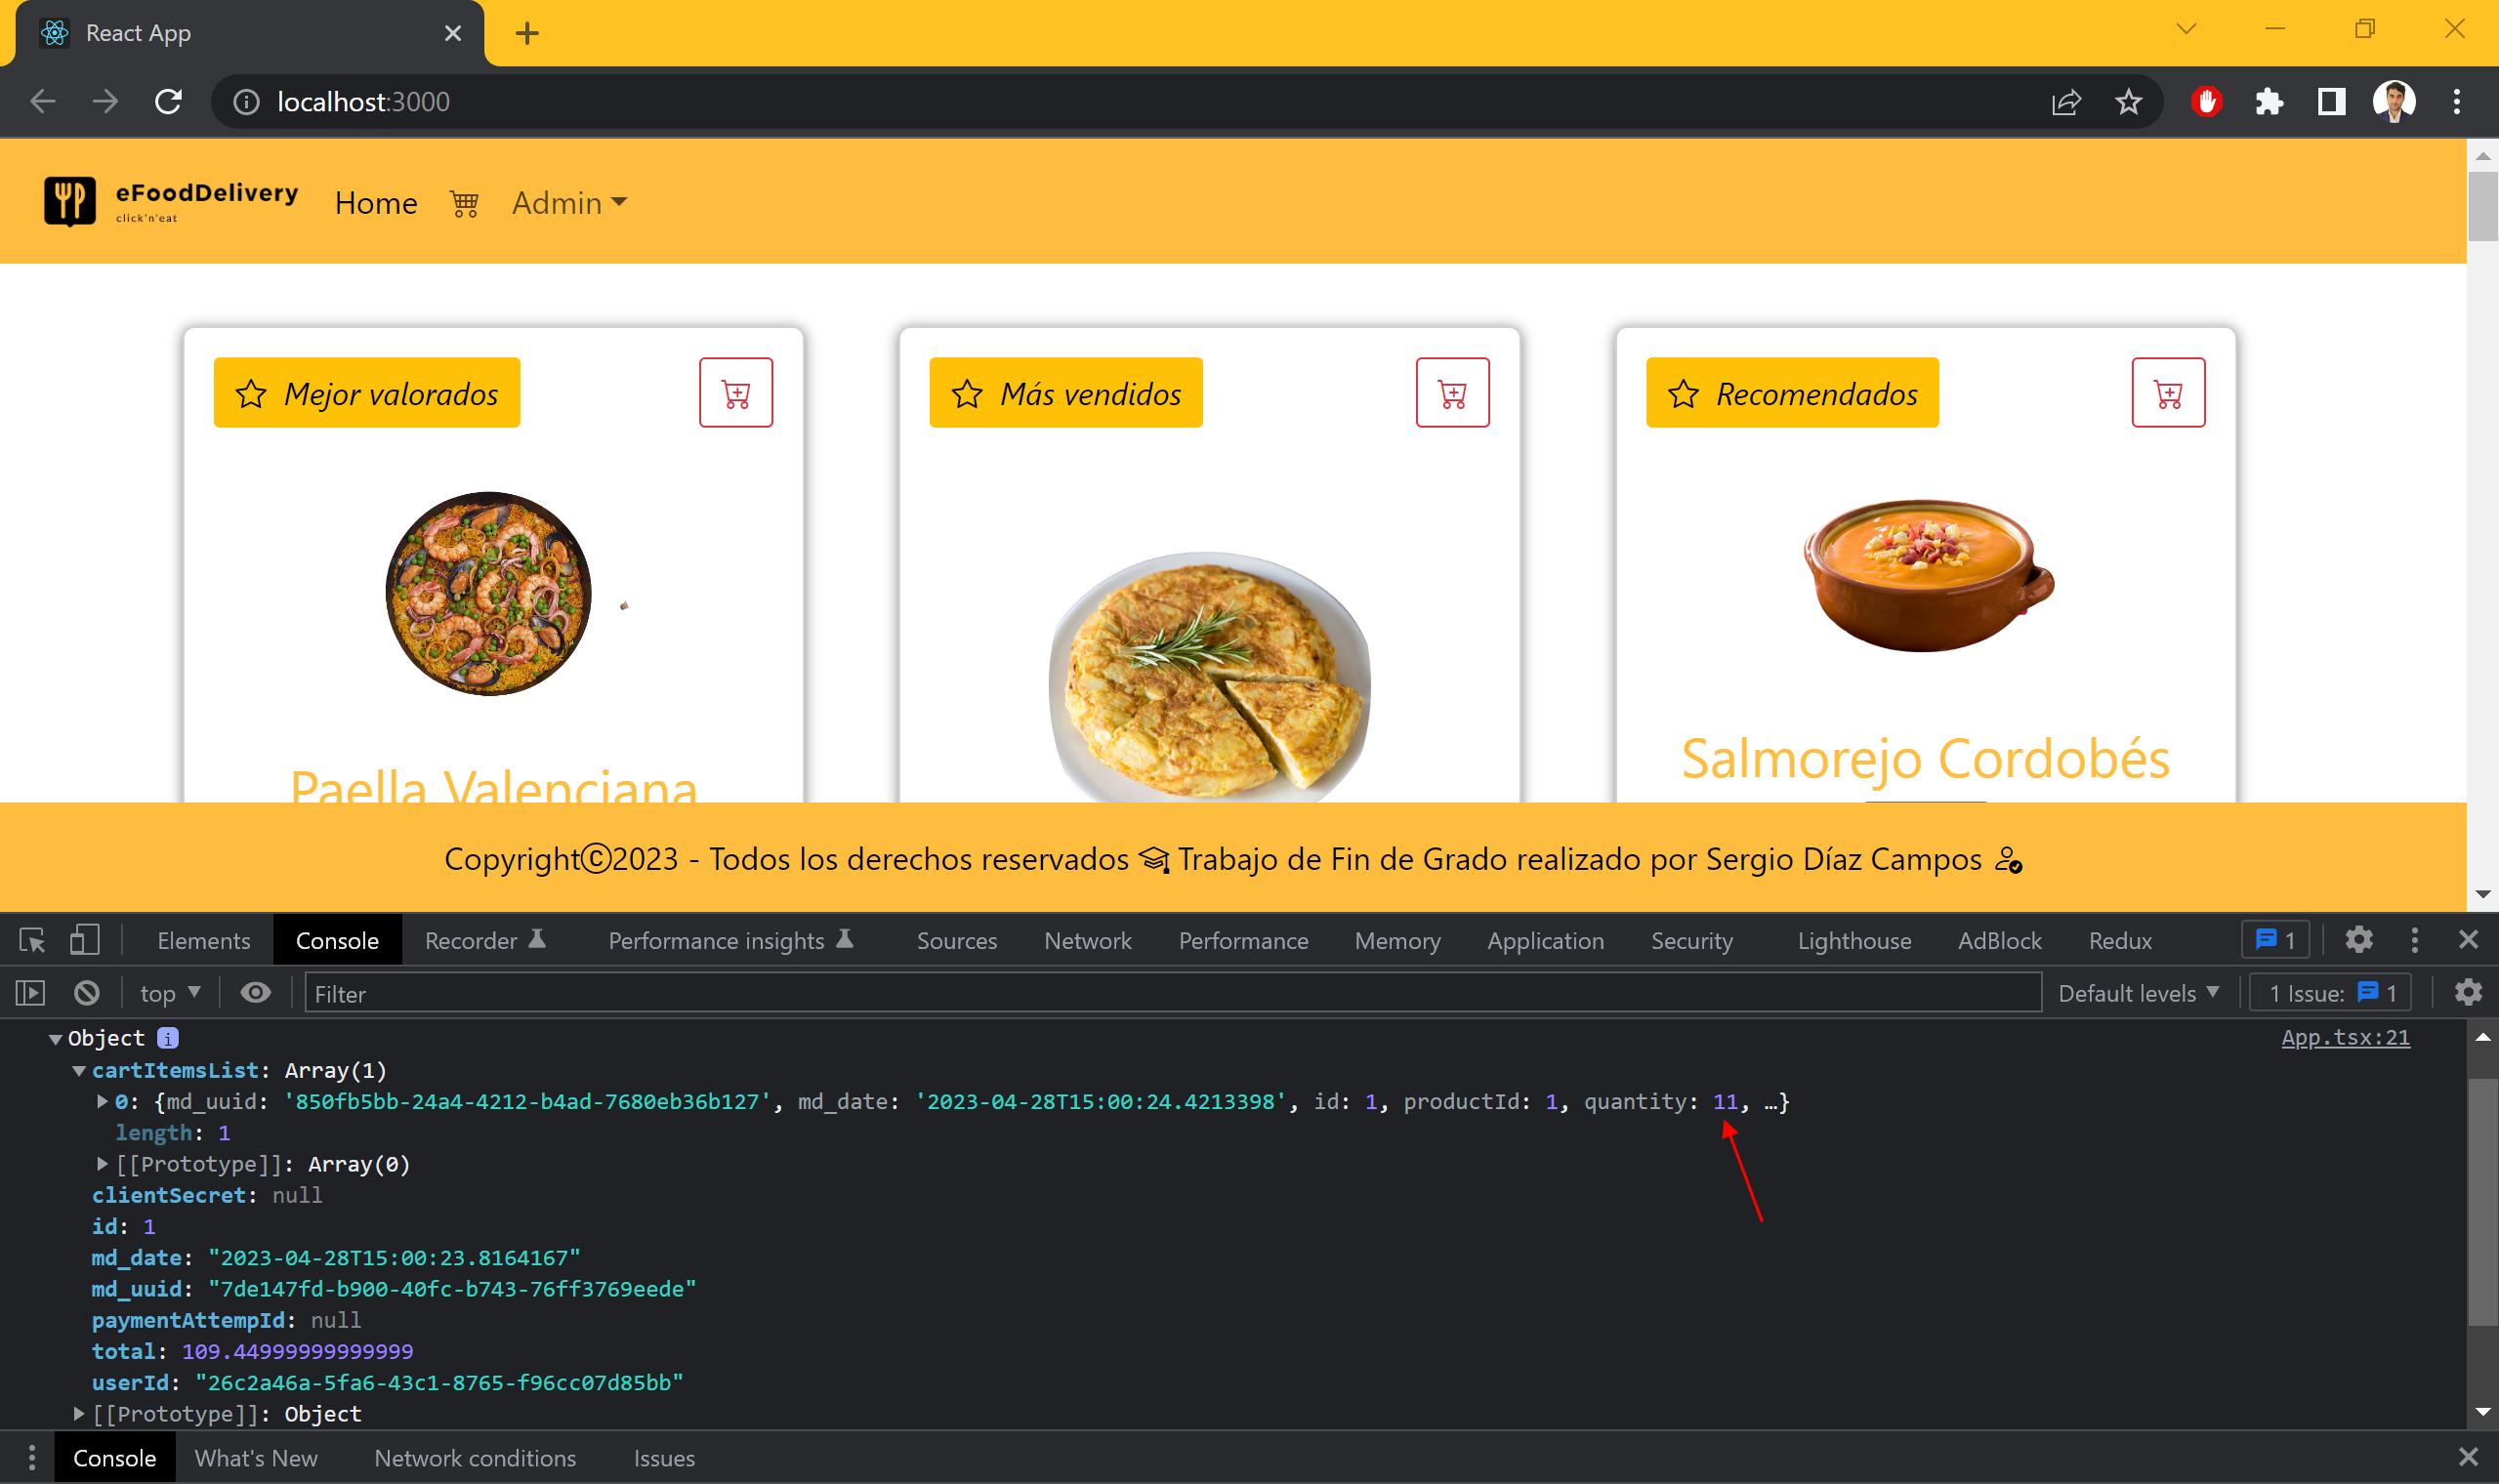 React App
localhost:3000
eFoodDelivery
click'n'eat
Home
Admin
Mejor valorados
Más vendidos
Recomendados
Paella Valenciana
Salmorejo Cordobés
Copyright©2023 - Todos los derechos reservados Trabajo de Fin de Grado realizado por Sergio Díaz Campos
Elements Console Recorder Performance insights Sources Network Performance Memory Application Security Lighthouse AdBlock Redux 1
top Filter Default levels 1 Issue: 1
Object i App.tsx:21
cartItemsList: Array(1)
0: {md_uuid: '850fb5bb-24a4-4212-b4ad-7680eb36b127', md_date: '2023-04-28T15:00:24.4213398', id: 1, productId: 1, quantity: 11, …}
length: 1
[[Prototype]]: Array(0)
clientSecret: null
id: 1
md_date: "2023-04-28T15:00:23.8164167"
md_uuid: "7de147fd-b900-40fc-b743-76ff3769eede"
paymentAttempId: null
total: 109.44999999999999
userId: "26c2a46a-5fa6-43c1-8765-f96cc07d85bb"
[[Prototype]]: Object
Console What's New Network conditions Issues